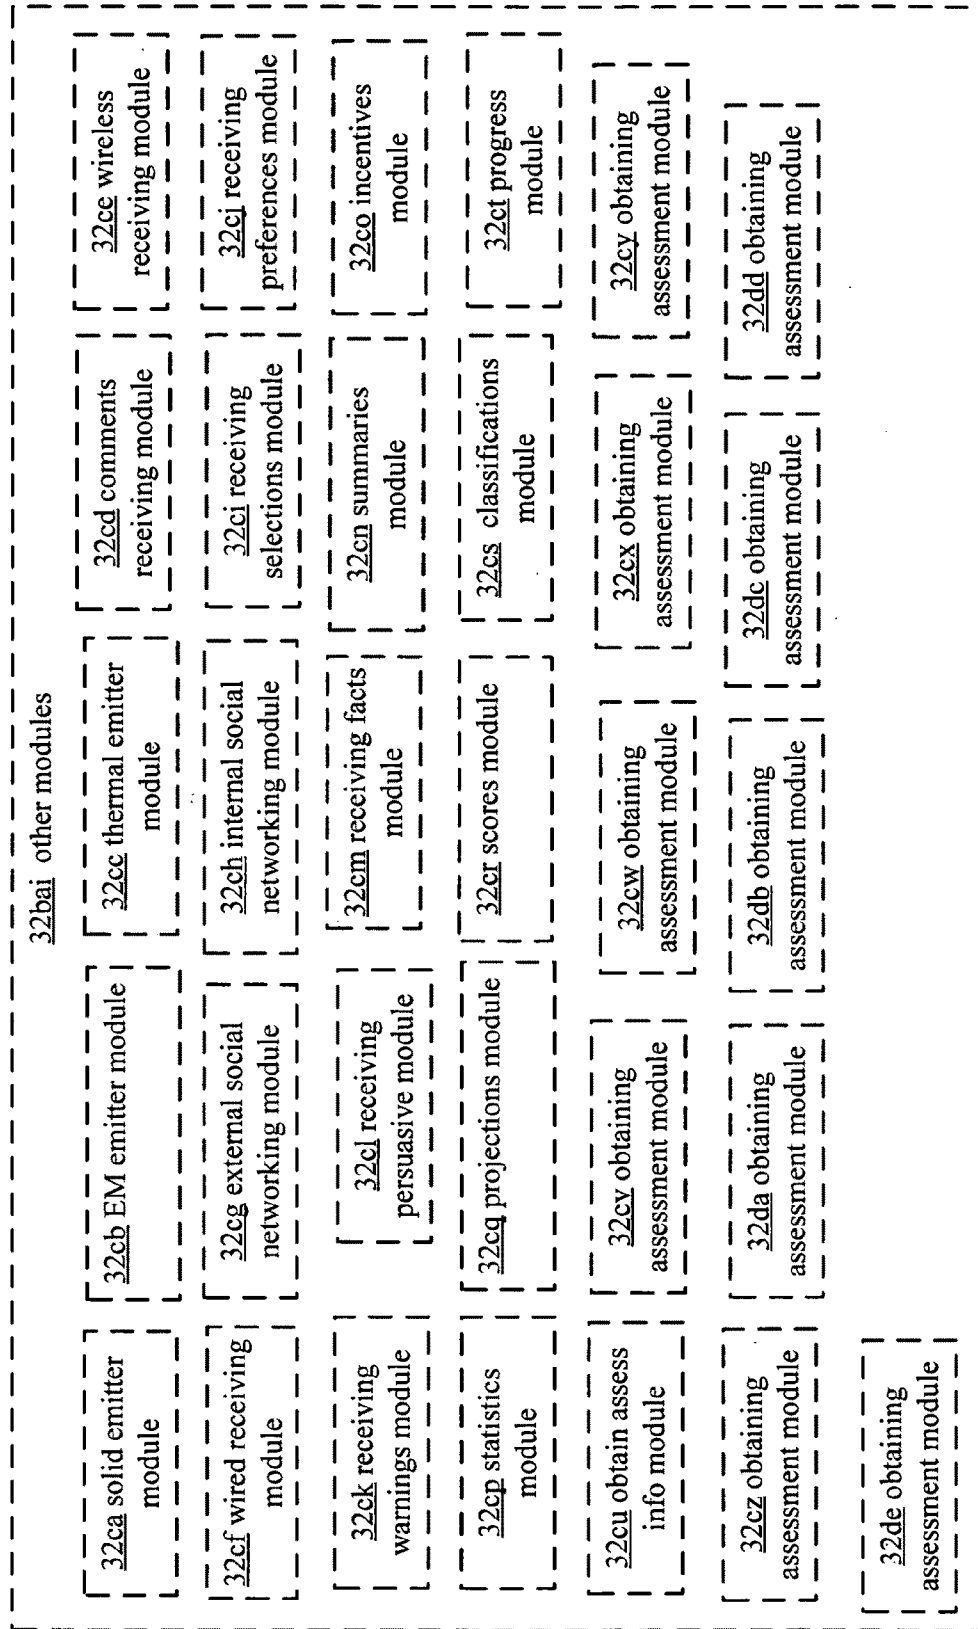 32bai other modules
32ca solid emitter
module
32cb EM emitter module
32cc thermal emitter
module
32cd comments
receiving module
32ce wireless
receiving module
32cf wired receiving
module
32cg external social
networking module
32ch internal social
networking module
32ci receiving
selections module
32cj receiving
preferences module
32ck receiving
warnings module
32cl receiving
persuasive module
32cm receiving facts
module
32cn summaries
module
32co incentives
module
32cp statistics
module
32cq projections module
32cr scores module
32cs classifications
module
32ct progress
module
32cu obtain assess
info module
32cv obtaining
assessment module
32cw obtaining
assessment module
32cx obtaining
assessment module
32cy obtaining
assessment module
32cz obtaining
assessment module
32da obtaining
assessment module
32db obtaining
assessment module
32dc obtaining
assessment module
32dd obtaining
assessment module
32de obtaining
assessment module